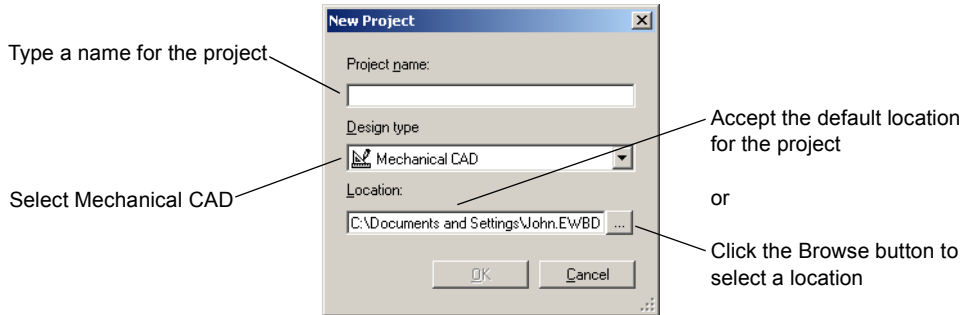 New Project
Type a name for the project
Project name:
Design type
Mechanical CAD
Select Mechanical CAD
Location:
C:\Documents and Settings\John.EWBD
...
OK
Cancel
Accept the default location
for the project
or
Click the Browse button to
select a location